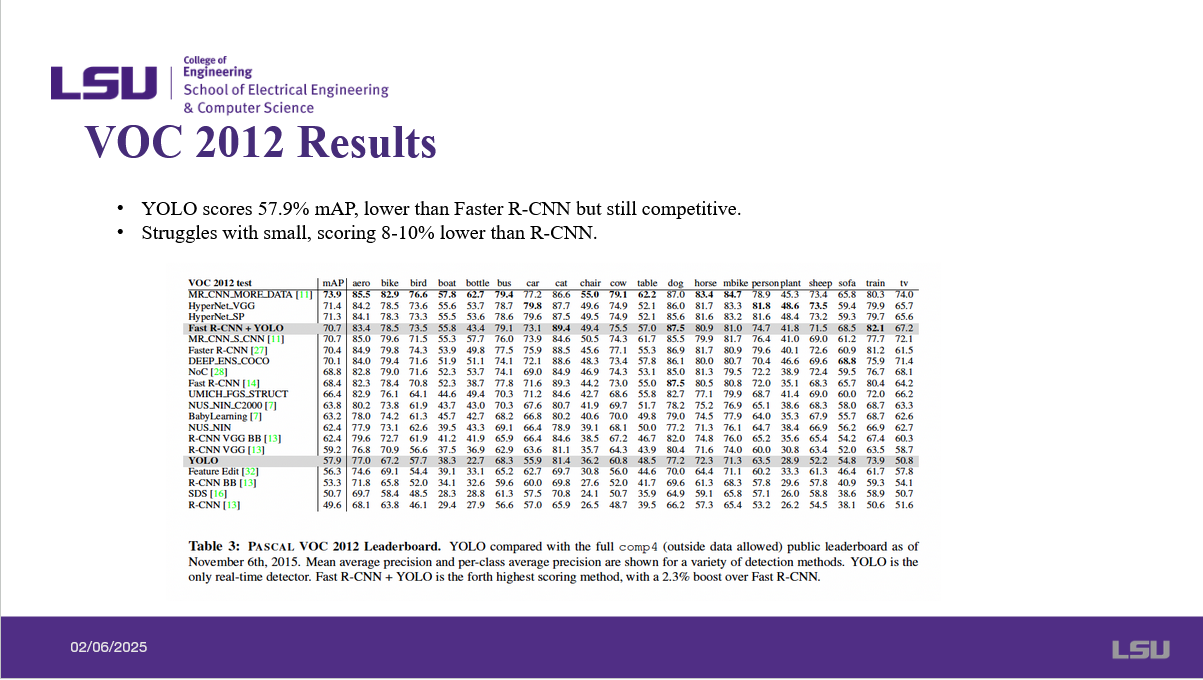 LSU
College of
Engineering
School of Electrical Engineering
& Computer Science
VOC 2012 Results
• YOLO scores 57.9% mAP, lower than Faster R-CNN but still competitive.
• Struggles with small, scoring 8-10% lower than R-CNN.
VOC 2012 test mAP aero bike bird boat bottle bus car cat chair cow table dog horse mbike person plant sheep sofa train tv
MR_CNN_MORE_DATA [11] 73.9 85.5 82.9 76.6 57.8 62.7 79.4 77.2 86.6 55.0 79.1 62.2 87.0 83.4 84.7 78.9 45.3 73.4 65.8 80.3 74.0
HyperNet_VGG 71.4 84.2 78.5 73.6 55.6 53.7 78.7 79.8 87.7 49.6 74.9 52.1 86.0 81.7 83.3 81.8 48.6 73.5 59.4 79.9 65.7
HyperNet_SP 71.3 84.1 78.3 73.3 55.5 53.6 78.6 79.6 87.5 49.5 74.9 52.1 85.6 81.6 83.2 81.6 48.4 73.2 59.3 79.7 65.6
Fast R-CNN + YOLO 70.7 83.4 78.5 73.5 55.8 43.4 79.1 73.1 89.4 49.4 75.5 57.0 87.5 80.9 81.0 74.7 41.8 71.5 68.5 82.1 67.2
MR_CNN_S_CNN [11] 70.7 85.0 79.6 71.5 55.3 57.7 76.0 73.9 84.6 50.5 74.3 61.7 85.5 79.9 81.7 76.4 41.0 69.0 61.2 77.7 72.1
Faster R-CNN [27] 70.4 84.9 79.8 74.3 53.9 49.8 77.5 75.9 88.5 45.6 77.1 55.3 86.9 81.7 80.9 79.6 40.1 72.6 60.9 81.2 61.5
DEEP_ENS_COCO 70.1 84.0 79.4 71.6 51.9 51.1 74.1 72.1 88.6 48.3 73.4 57.8 86.1 80.0 80.7 70.4 46.6 69.6 68.8 75.9 71.4
NoC [28] 68.8 82.8 79.0 71.6 52.3 53.7 74.1 69.0 84.9 46.9 74.3 53.1 85.0 81.3 79.5 72.2 38.9 72.4 59.5 76.7 68.1
Fast R-CNN [14] 68.4 82.3 78.4 70.8 52.3 38.7 77.8 71.6 89.3 44.2 73.0 55.0 87.5 80.5 80.8 72.0 35.1 68.3 65.7 80.4 64.2
UMICH_FGS_STRUCT 66.4 82.9 76.1 64.1 44.6 49.4 70.3 71.2 84.6 42.7 68.6 55.8 82.7 77.1 79.9 68.7 41.4 69.0 60.0 72.0 66.2
NUS_NIN_C2000 [7] 63.8 80.2 73.8 61.9 43.7 43.0 70.3 67.6 80.7 41.9 69.7 51.7 78.2 75.2 76.9 65.1 38.6 68.3 58.0 68.7 63.3
BabyLearning [7] 63.2 78.0 74.2 61.3 45.7 42.7 68.2 66.8 80.2 40.6 70.0 49.8 79.0 74.5 77.9 64.0 35.3 67.9 55.7 68.7 62.6
NUS_NIN 62.4 77.9 73.1 62.6 39.5 43.3 69.1 66.4 78.9 39.1 68.1 50.0 77.2 71.3 76.1 64.7 38.4 66.9 56.2 66.9 62.7
R-CNN VGG BB [13] 62.4 79.6 72.7 61.9 41.2 41.9 65.9 66.4 84.6 38.5 67.2 46.7 82.0 74.8 76.0 65.2 35.6 65.4 54.2 67.4 60.3
R-CNN VGG [13] 59.2 76.8 70.9 56.6 37.5 36.9 62.9 63.6 81.1 35.7 64.3 43.9 80.4 71.6 74.0 60.0 30.8 63.4 52.0 63.5 58.7
YOLO 57.9 77.0 67.2 57.7 38.3 22.7 68.3 55.9 81.4 36.2 60.8 48.5 77.2 72.3 71.3 63.5 28.9 52.2 54.8 73.9 50.8
Feature Edit [32] 56.3 74.6 69.1 54.4 39.1 33.1 65.2 62.7 69.7 30.8 56.0 44.6 70.0 64.4 71.1 60.2 33.3 61.3 46.4 61.7 57.8
R-CNN BB [13] 53.3 71.8 65.8 52.0 34.1 32.6 59.6 60.0 69.8 27.6 52.0 41.7 69.6 61.3 68.3 57.8 29.6 57.8 40.9 59.3 54.1
SDS [16] 50.7 69.7 58.4 48.5 28.3 28.8 61.3 57.5 70.8 24.1 50.7 35.9 64.9 59.1 65.8 57.1 26.0 58.8 38.6 58.9 50.7
R-CNN [13] 49.6 68.1 63.8 46.1 29.4 27.9 56.6 57.0 65.9 26.5 48.7 39.5 66.2 57.3 65.4 53.2 26.2 54.5 38.1 50.6 51.6
Table 3: PASCAL VOC 2012 Leaderboard. YOLO compared with the full comp4 (outside data allowed) public leaderboard as of
November 6th, 2015. Mean average precision and per-class average precision are shown for a variety of detection methods. YOLO is the
only real-time detector. Fast R-CNN + YOLO is the forth highest scoring method, with a 2.3% boost over Fast R-CNN.
02/06/2025
LSU